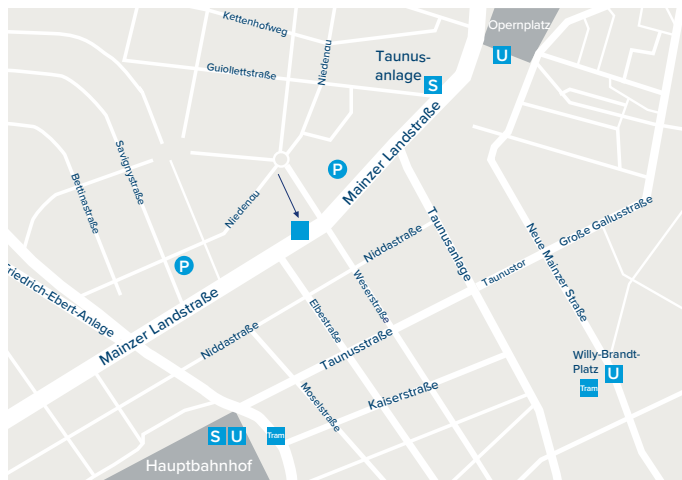 Opernplatz
U
Kettenhofweg
Niedenau
Taunus-
anlage
S
Guiollettstraße
Mainzer Landstraße
P
Savignystraße
Bettinastraße
Niedenau
P
Taunusanlage
Große Gallusstraße
Neue Mainzer Straße
Niddastraße
Taunustor
Weserstraße
Friedrich-Ebert-Anlage
Mainzer Landstraße
Elbestraße
Niddastraße
Taunusstraße
Willy-Brandt-
Platz
U
Tram
Kaiserstraße
Moselstraße
S U
Tram
Hauptbahnhof